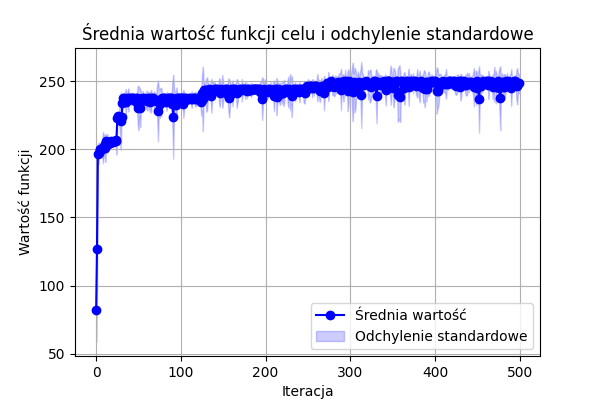 Średnia wartość funkcji celu i odchylenie standardowe
Wartość funkcji
250
200
150
100
50
0 100 200 300 400 500
Iteracja
Średnia wartość
Odchylenie standardowe